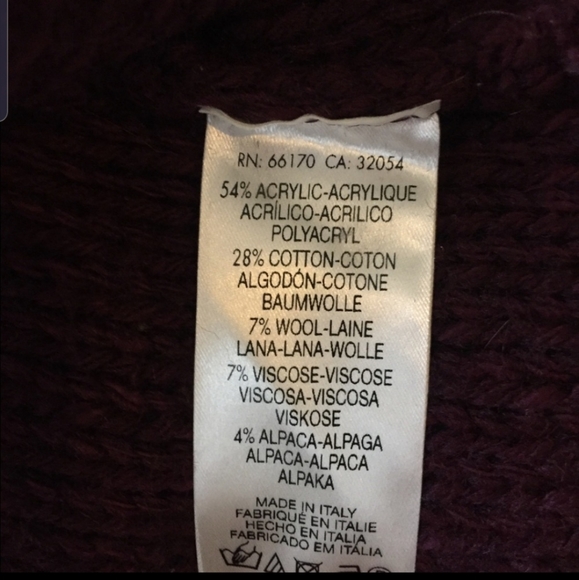 RN: 66170 CA: 32054
54% ACRYLIC-ACRYLIQUE
ACRÍLICO-ACRILICO
POLYACRYL
28% COTTON-COTON
ALGODÓN-COTONE
BAUMWOLLE
7% WOOL-LAINE
LANA-LANA-WOLLE
7% VISCOSE-VISCOSE
VISCOSA-VISCOSA
VISKOSE
4% ALPACA-ALPAGA
ALPACA-ALPACA
ALPAKA
MADE IN ITALY
FABRIQUÉ EN ITALIE
HECHO EN ITALIA
FABRICADO EM ITÁLIA